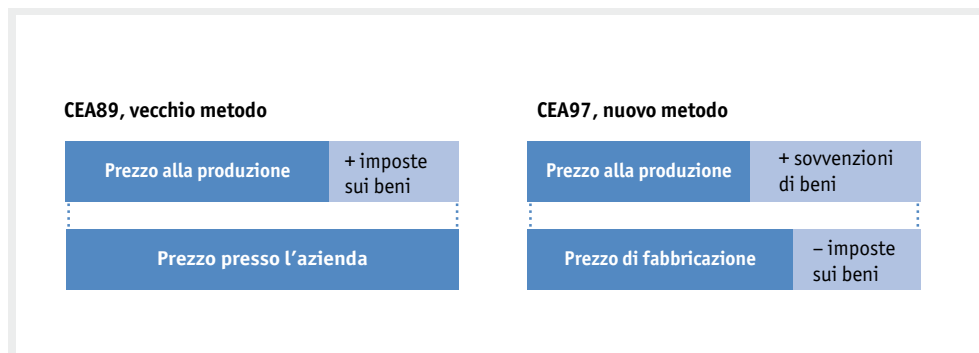 CEA89, vecchio metodo
Prezzo alla produzione
+ imposte
sui beni
Prezzo presso l'azienda
CEA97, nuovo metodo
Prezzo alla produzione
+ sovvenzioni
di beni
Prezzo di fabbricazione
– imposte
sui beni